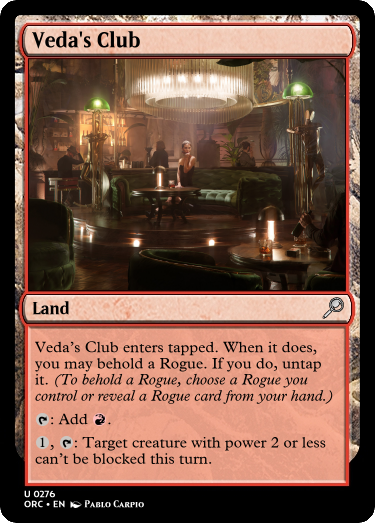 Veda's Club
Land
Veda's Club enters tapped. When it does,
you may behold a Rogue. If you do, untap
it. (To behold a Rogue, choose a Rogue you
control or reveal a Rogue card from your hand.)
: Add .
1, : Target creature with power 2 or less
can't be blocked this turn.
U 0276
ORC • EN Pablo Carpio